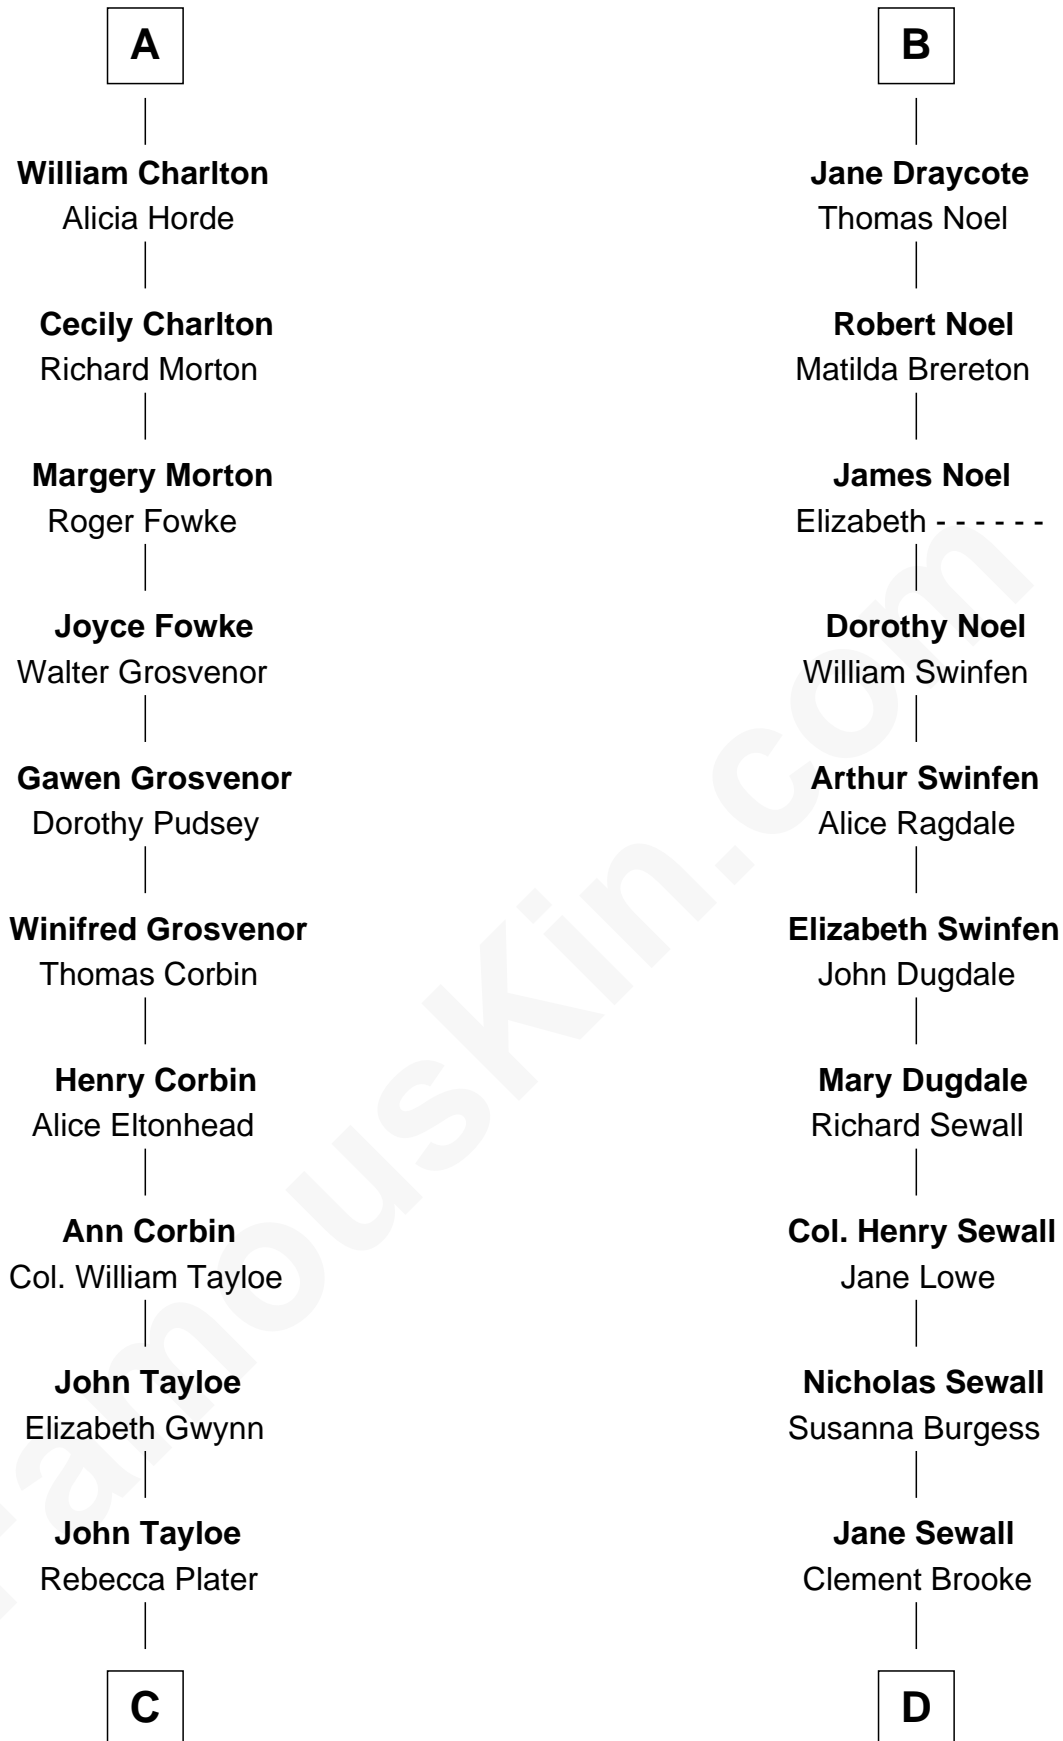 A
William Charlton
Alicia Horde
Cecily Charlton
Richard Morton
Margery Morton
Roger Fowke
Joyce Fowke
Walter Grosvenor
Gawen Grosvenor
Dorothy Pudsey
Winifred Grosvenor
Thomas Corbin
Henry Corbin
Alice Eltonhead
Ann Corbin
Col. William Tayloe
John Tayloe
Elizabeth Gwynn
John Tayloe
Rebecca Plater
C
B
Jane Draycote
Thomas Noel
Robert Noel
Matilda Brereton
James Noel
Elizabeth - - - - - -
Dorothy Noel
William Swinfen
Arthur Swinfen
Alice Ragdale
Elizabeth Swinfen
John Dugdale
Mary Dugdale
Richard Sewall
Col. Henry Sewall
Jane Lowe
Nicholas Sewall
Susanna Burgess
Jane Sewall
Clement Brooke
D
FamousKin.com